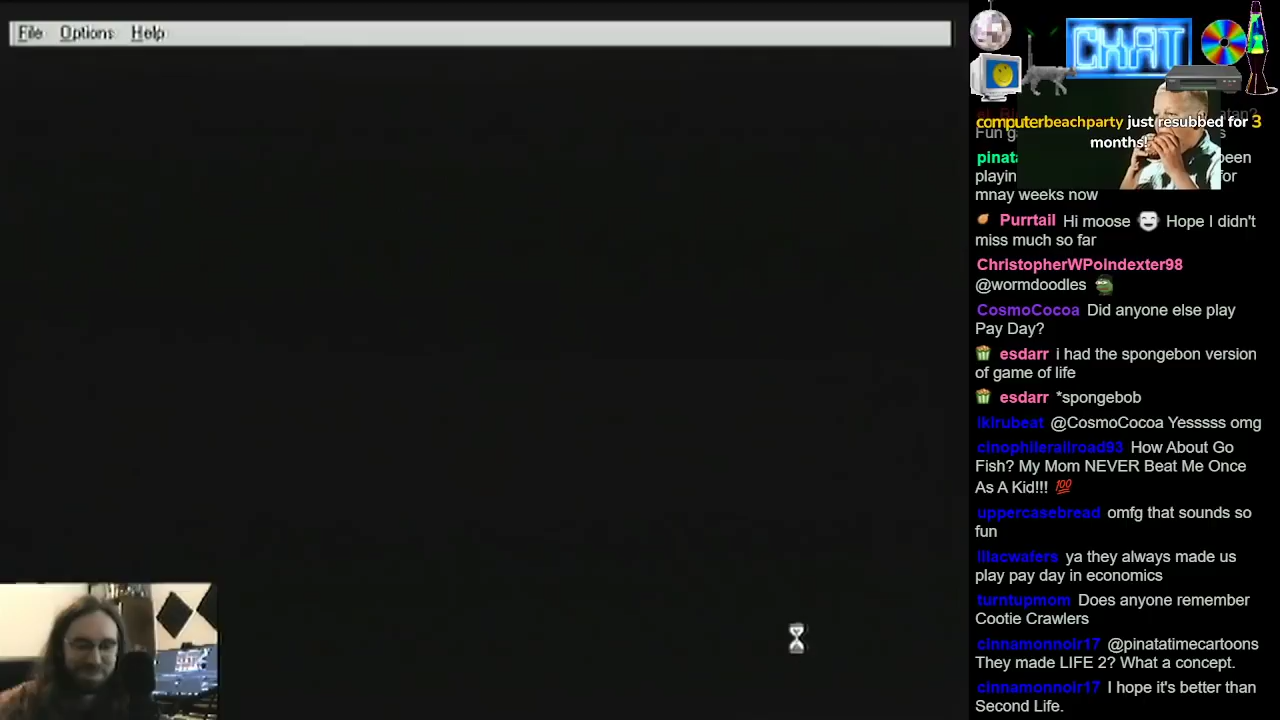 File Options Help
CHAT
computerbeachparty just resubbed for 3
months!
Fun
pinat been
playin for
mnay weeks now
Purrtail Hi moose Hope I didn't
miss much so far
ChristopherWPoindexter98
@wormdoodles
CosmoCocoa Did anyone else play
Pay Day?
esdarr i had the spongebon version
of game of life
esdarr *spongebob
@CosmoCocoa Yesssss omg
cinophilerailroad93 How About Go
Fish? My Mom NEVER Beat Me Once
As A Kid!!! 100
uppercasebread omfg that sounds so
fun
lilacwafers ya they always made us
play pay day in economics
turntupmom Does anyone remember
Cootie Crawlers
cinnamonnoir17 @pinatatimecartoons
They made LIFE 2? What a concept.
cinnamonnoir17 I hope it's better than
Second Life.